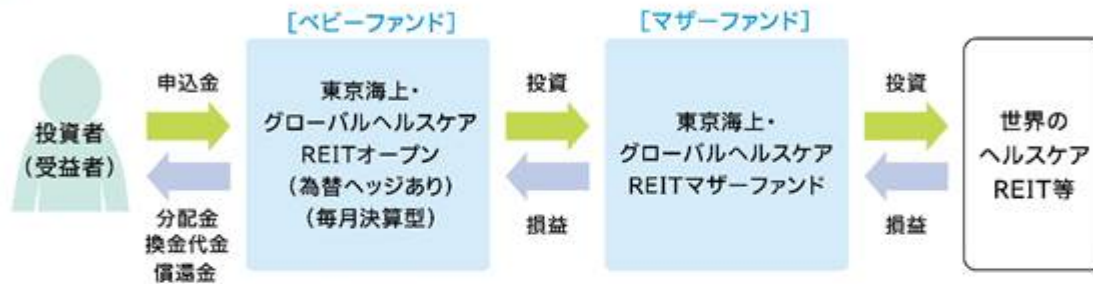 [ベビーファンド]
[マザーファンド]
申込金
投資者
(受益者)
分配金
換金代金
償還金
東京海上・
グローバルヘルスケア
REITオープン
(為替ヘッジあり)
(毎月決算型)
投資
損益
東京海上・
グローバルヘルスケア
REITマザーファンド
投資
損益
世界の
ヘルスケア
REIT等